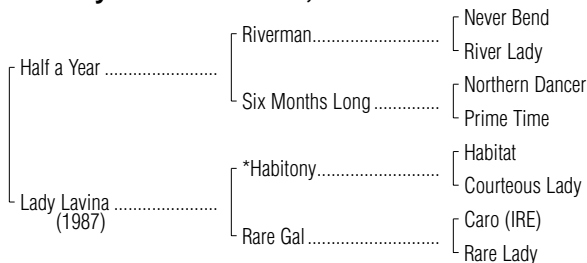 Never Bend
Riverman
River Lady
Half a Year
Northern Dancer
Six Months Long
Prime Time
Habitat
*Habitony
Courteous Lady
Lady Lavina
(1987)
Caro (IRE)
Rare Gal
Rare Lady